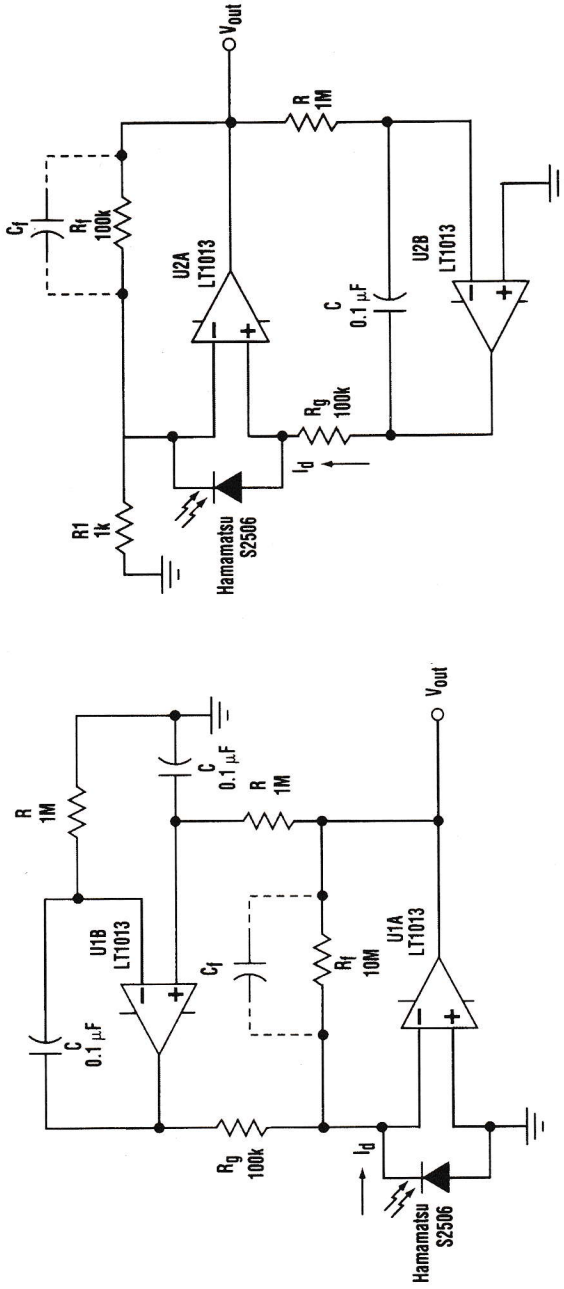 R
1M
C
0.1 μF
U1B
LT1013
−
+
C
0.1 μF
R
1M
Rg
100k
Cf
Rf
10M
Id
U1A
LT1013
−
+
Vout
Hamamatsu
S2506
Cf
Rf
100k
R1
1k
U2A
LT1013
−
+
Vout
R
1M
Hamamatsu
S2506
Id
Rg
100k
C
0.1 μF
U2B
LT1013
−
+